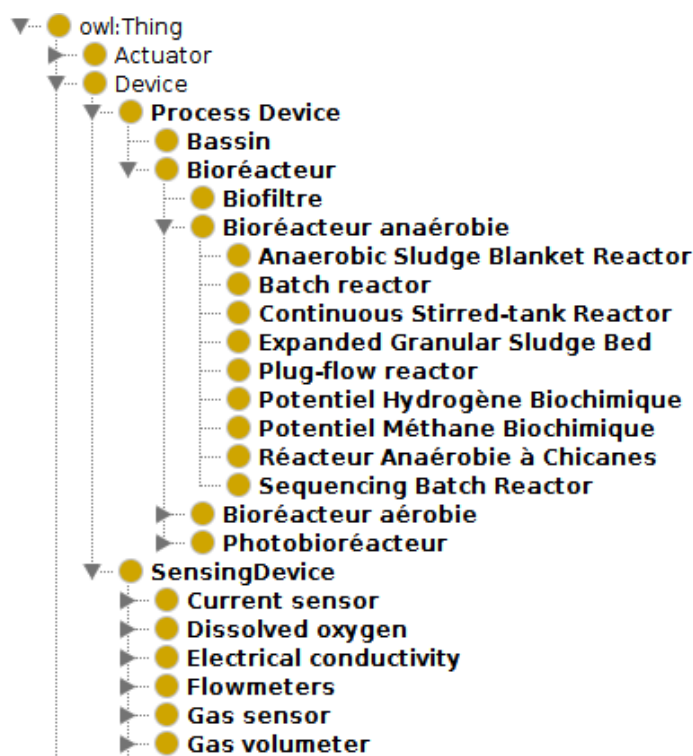 owl:Thing
Actuator
Device
Process Device
Bassin
Bioréacteur
Biofiltre
Bioréacteur anaérobie
Anaerobic Sludge Blanket Reactor
Batch reactor
Continuous Stirred-tank Reactor
Expanded Granular Sludge Bed
Plug-flow reactor
Potentiel Hydrogène Biochimique
Potentiel Méthane Biochimique
Réacteur Anaérobie à Chicanes
Sequencing Batch Reactor
Bioréacteur aérobie
Photobioréacteur
SensingDevice
Current sensor
Dissolved oxygen
Electrical conductivity
Flowmeters
Gas sensor
Gas volumeter